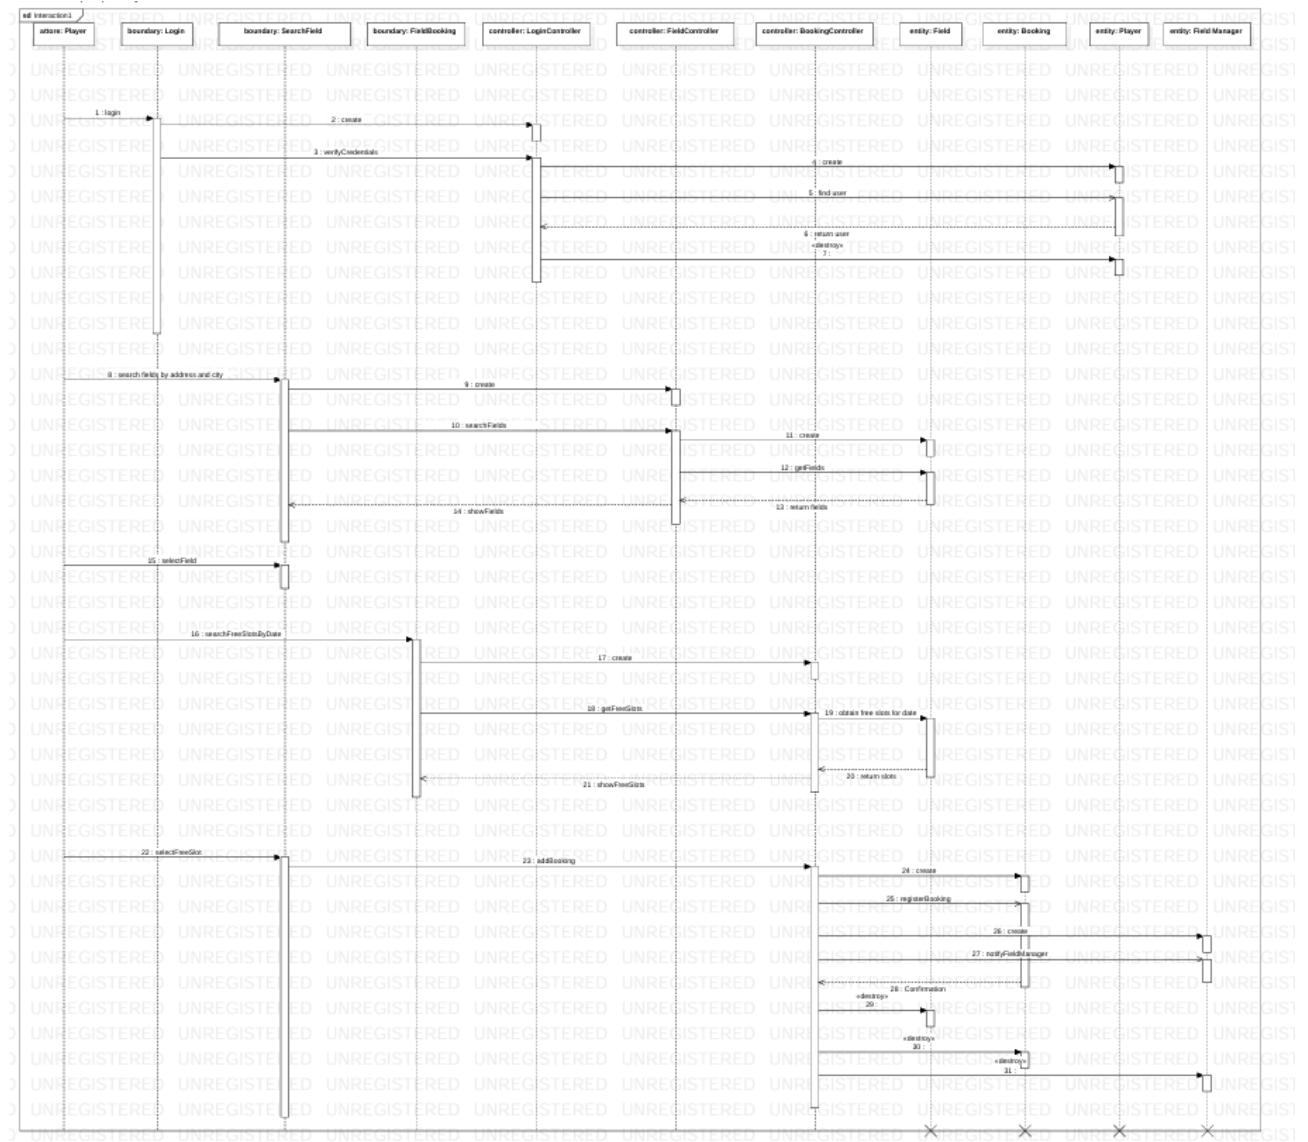 sd Interaction1
attore: Player
boundary: Login
boundary: SearchField
boundary: FieldBooking
controller: LoginController
controller: FieldController
controller: BookingController
entity: Field
entity: Booking
entity: Player
entity: Field Manager
1 : login
2 : create
3 : verifyCredentials
4 : create
5 : find user
6 : return user
«destroy»
7 :
8 : search fields by address and city
9 : create
10 : searchFields
11 : create
12 : getFields
13 : return fields
14 : showFields
15 : selectField
16 : searchFreeSlotsByDate
17 : create
18 : getFreeSlots
19 : obtain free slots for date
20 : return slots
21 : showFreeSlots
22 : selectFreeSlot
23 : addBooking
24 : create
25 : registerBooking
26 : create
27 : notifyFieldManager
28 : Confirmation
«destroy»
29 :
«destroy»
30 :
«destroy»
31 :
UNREGISTERED